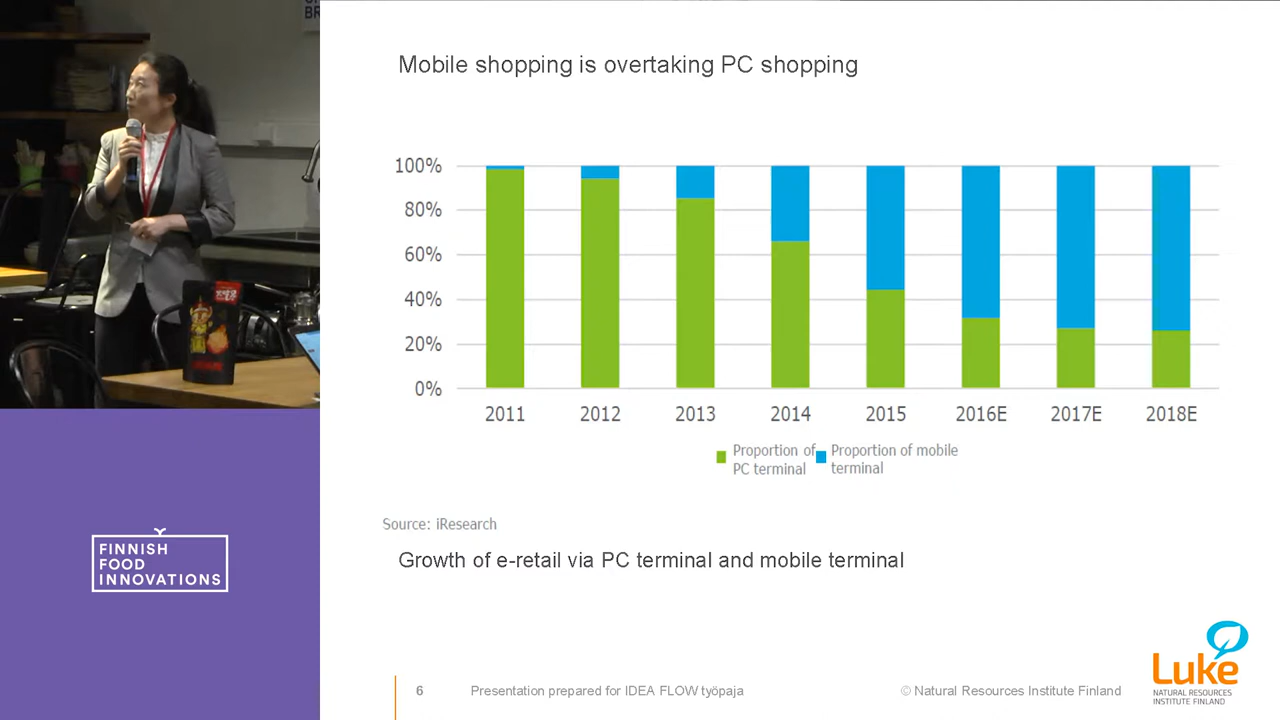 Mobile shopping is overtaking PC shopping
100%
80%
60%
40%
20%
0%
2011 2012 2013 2014 2015 2016E 2017E 2018E
Proportion of
PC terminal
Proportion of mobile
terminal
Source: iResearch
Growth of e-retail via PC terminal and mobile terminal
FINNISH
FOOD
INNOVATIONS
Luke
NATURAL RESOURCES
INSTITUTE FINLAND
6 Presentation prepared for IDEA FLOW työpaja © Natural Resources Institute Finland